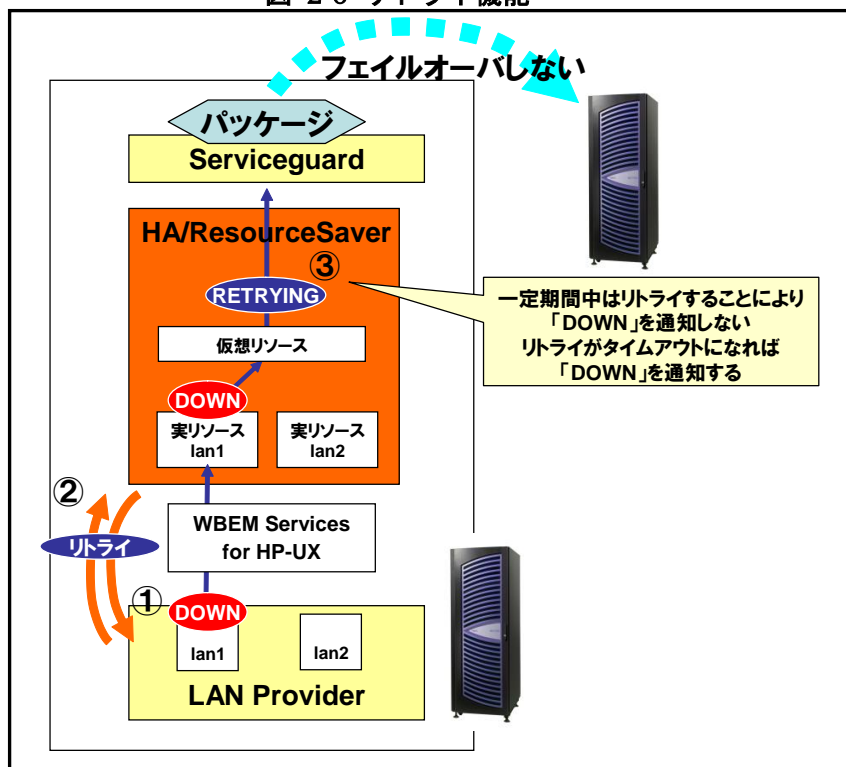 フェイルオーバしない
パッケージ
Serviceguard
HA/ResourceSaver
③
RETRYING
一定期間中はリトライすることにより
「DOWN」を通知しない
リトライがタイムアウトになれば
「DOWN」を通知する
仮想リソース
DOWN
実リソース
lan1
実リソース
lan2
②
リトライ
WBEM Services
for HP-UX
①
DOWN
lan1
lan2
LAN Provider